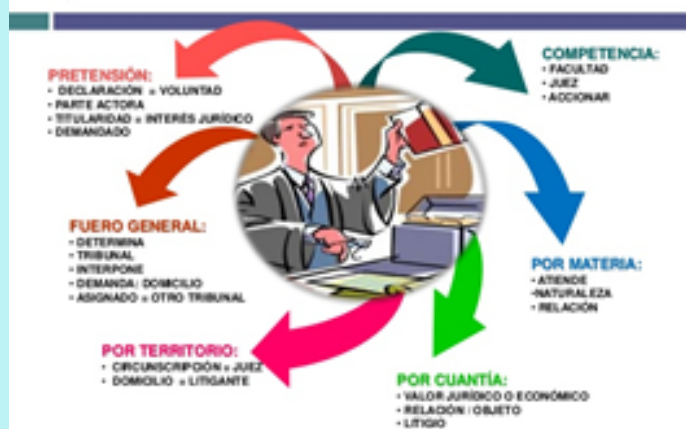 PRETENSIÓN:
• DECLARACIÓN = VOLUNTAD
• PARTE ACTORA
• TITULARIDAD = INTERÉS JURÍDICO
• DEMANDADO
COMPETENCIA:
• FACULTAD
• JUEZ
• ACCIONAR
FUERO GENERAL:
• DETERMINA
• TRIBUNAL
• INTERPONE
• DEMANDA: DOMICILIO
• ASIGNADO = OTRO TRIBUNAL
POR MATERIA:
• ATIENDE
•NATURALEZA
• RELACIÓN
POR TERRITORIO:
• CIRCUNSCRIPCIÓN = JUEZ
• DOMICILIO = LITIGANTE
POR CUANTÍA:
• VALOR JURÍDICO O ECONÓMICO
• RELACIÓN / OBJETO
• LITIGIO